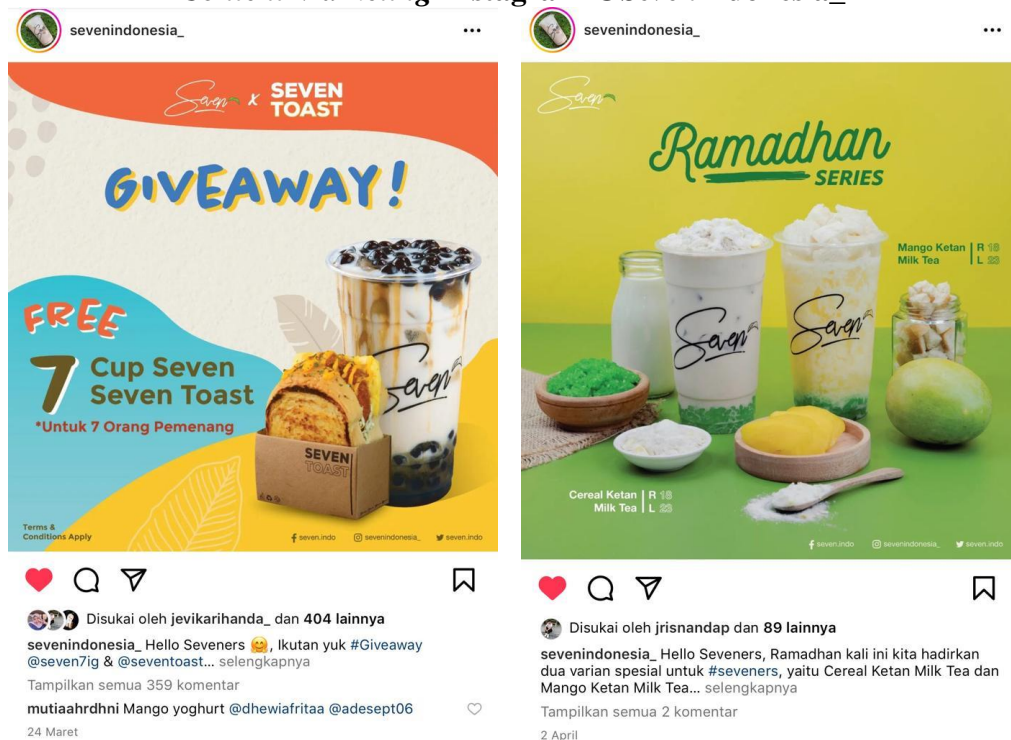 sevenindonesia_
Seven x SEVEN
TOAST
GIVEAWAY!
FREE
7 Cup Seven
Seven Toast
*Untuk 7 Orang Pemenang
Seven
SEVEN
TOAST
Terms &
Conditions Apply
seven.indo sevenindonesia_ seven.indo
Disukai oleh jevikarihanda_ dan 404 lainnya
sevenindonesia_ Hello Seveners 🤗, Ikutan yuk #Giveaway
@seven7ig & @seventoast... selengkapnya
Tampilkan semua 359 komentar
mutiaahrdhni Mango yoghurt @dhewiafritaa @adesept06
24 Maret
sevenindonesia_
Seven
Ramadhan
SERIES
Mango Ketan | R 18
Milk Tea | L 23
Seven
Seven
Cereal Ketan | R 18
Milk Tea | L 23
seven.indo sevenindonesia_ seven.indo
Disukai oleh jrisnandap dan 89 lainnya
sevenindonesia_ Hello Seveners, Ramadhan kali ini kita hadirkan
dua varian spesial untuk #seveners, yaitu Cereal Ketan Milk Tea dan
Mango Ketan Milk Tea... selengkapnya
Tampilkan semua 2 komentar
2 April